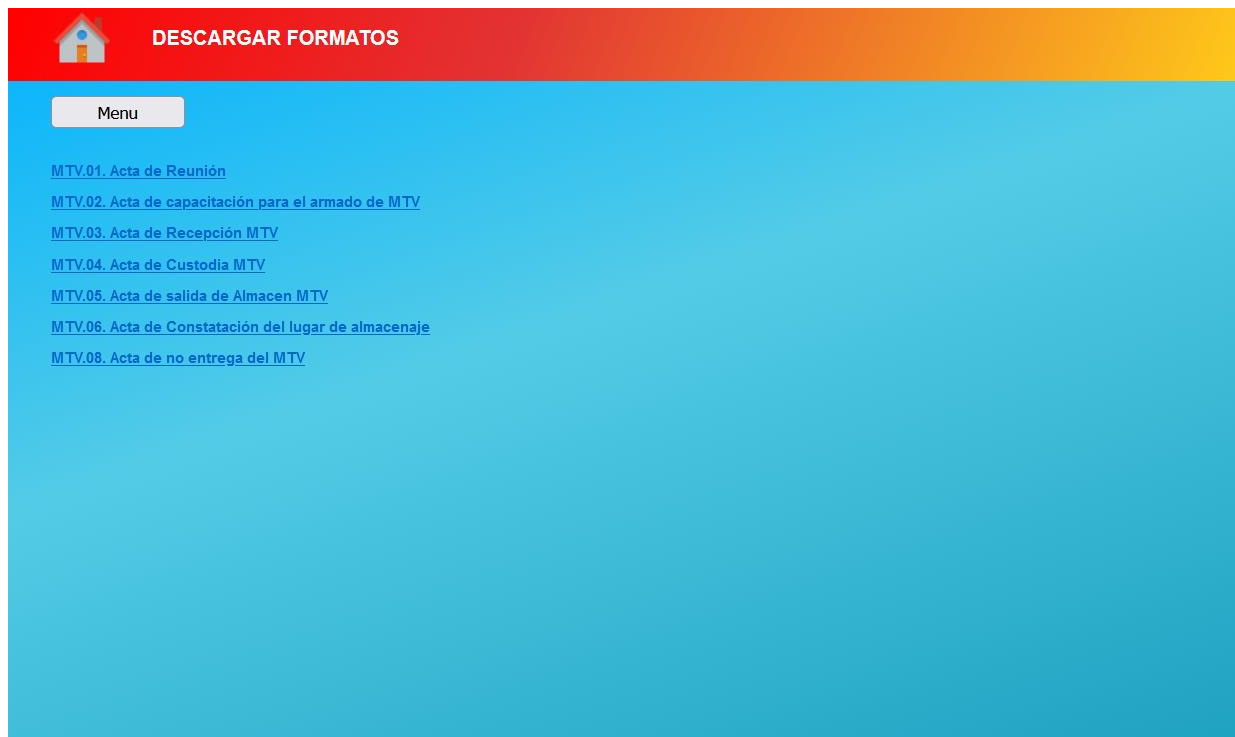 DESCARGAR FORMATOS
Menu
MTV.01. Acta de Reunión
MTV.02. Acta de capacitación para el armado de MTV
MTV.03. Acta de Recepción MTV
MTV.04. Acta de Custodia MTV
MTV.05. Acta de salida de Almacen MTV
MTV.06. Acta de Constatación del lugar de almacenaje
MTV.08. Acta de no entrega del MTV